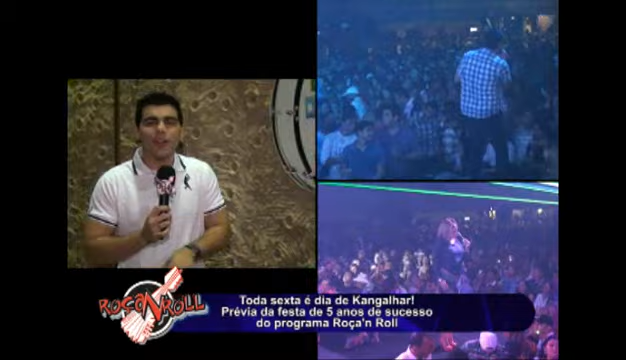 ROÇA'N ROLL
Toda sexta é dia de Kangalhar!
Prévia da festa de 5 anos de sucesso
do programa Roça'n Roll